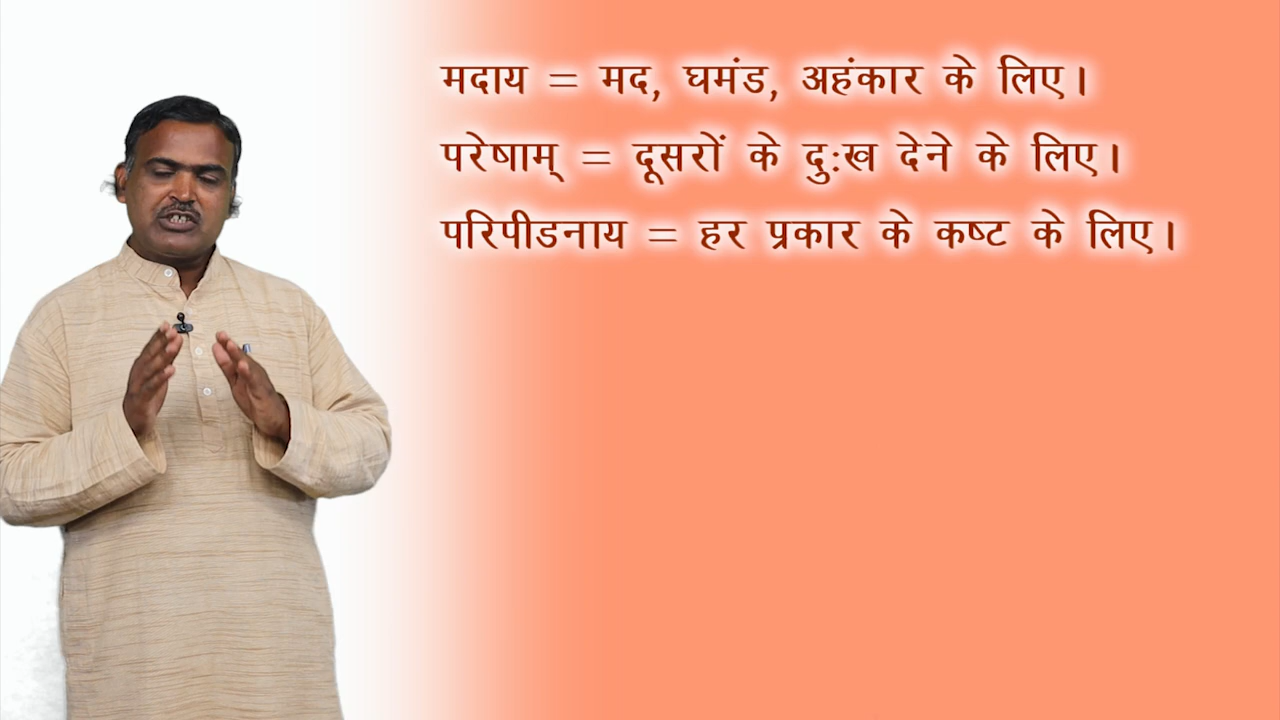 मदाय = मद, घमंड, अहंकार के लिए।
परेषाम् = दूसरों के दुःख देने के लिए।
परिपीडनाय = हर प्रकार के कष्ट के लिए।